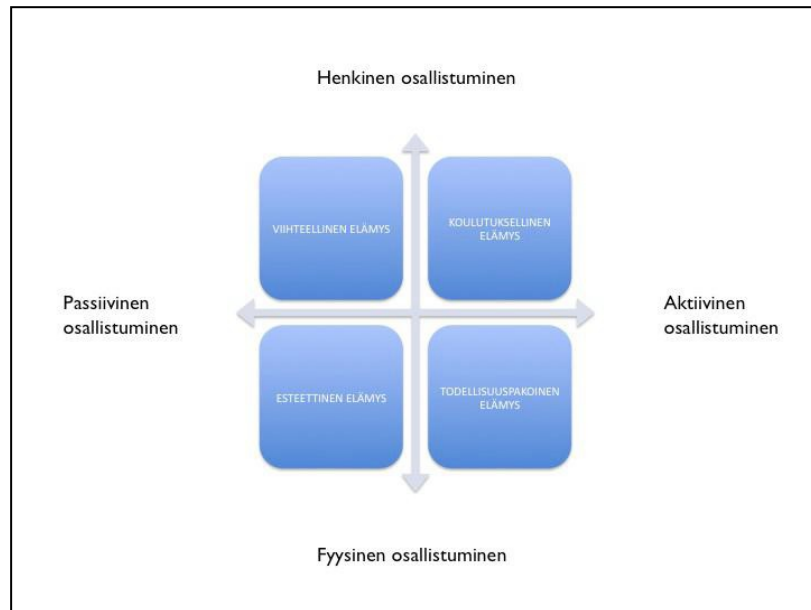 Henkinen osallistuminen
VIIHTEELLINEN ELÄMYS
KOULUTUKSELLINEN
ELÄMYS
Passiivinen
osallistuminen
Aktiivinen
osallistuminen
ESTEETTINEN ELÄMYS
TODELLISUUSPAKOINEN
ELÄMYS
Fyysinen osallistuminen